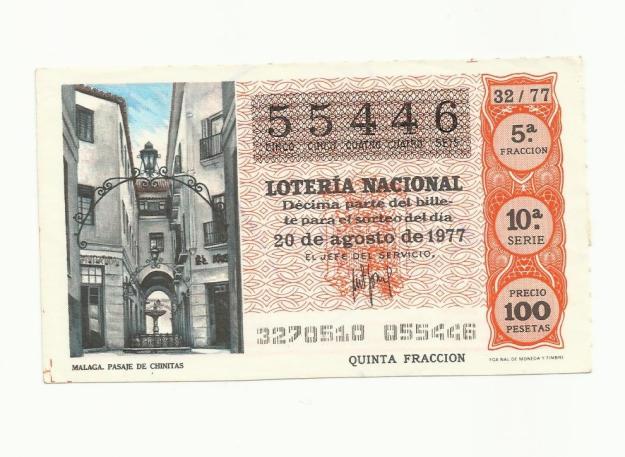 55446
CINCO CINCO CUATRO CUATRO SEIS
LOTERÍA NACIONAL
Décima parte del bille-
te para el sorteo del día
20 de agosto de 1977
EL JEFE DEL SERVICIO,
3270510 055446
QUINTA FRACCION
32/77
5.ª
FRACCION
10.ª
SERIE
PRECIO
100
PESETAS
FCA NAL DE MONEDA Y TIMBRE
MALAGA. PASAJE DE CHINITAS